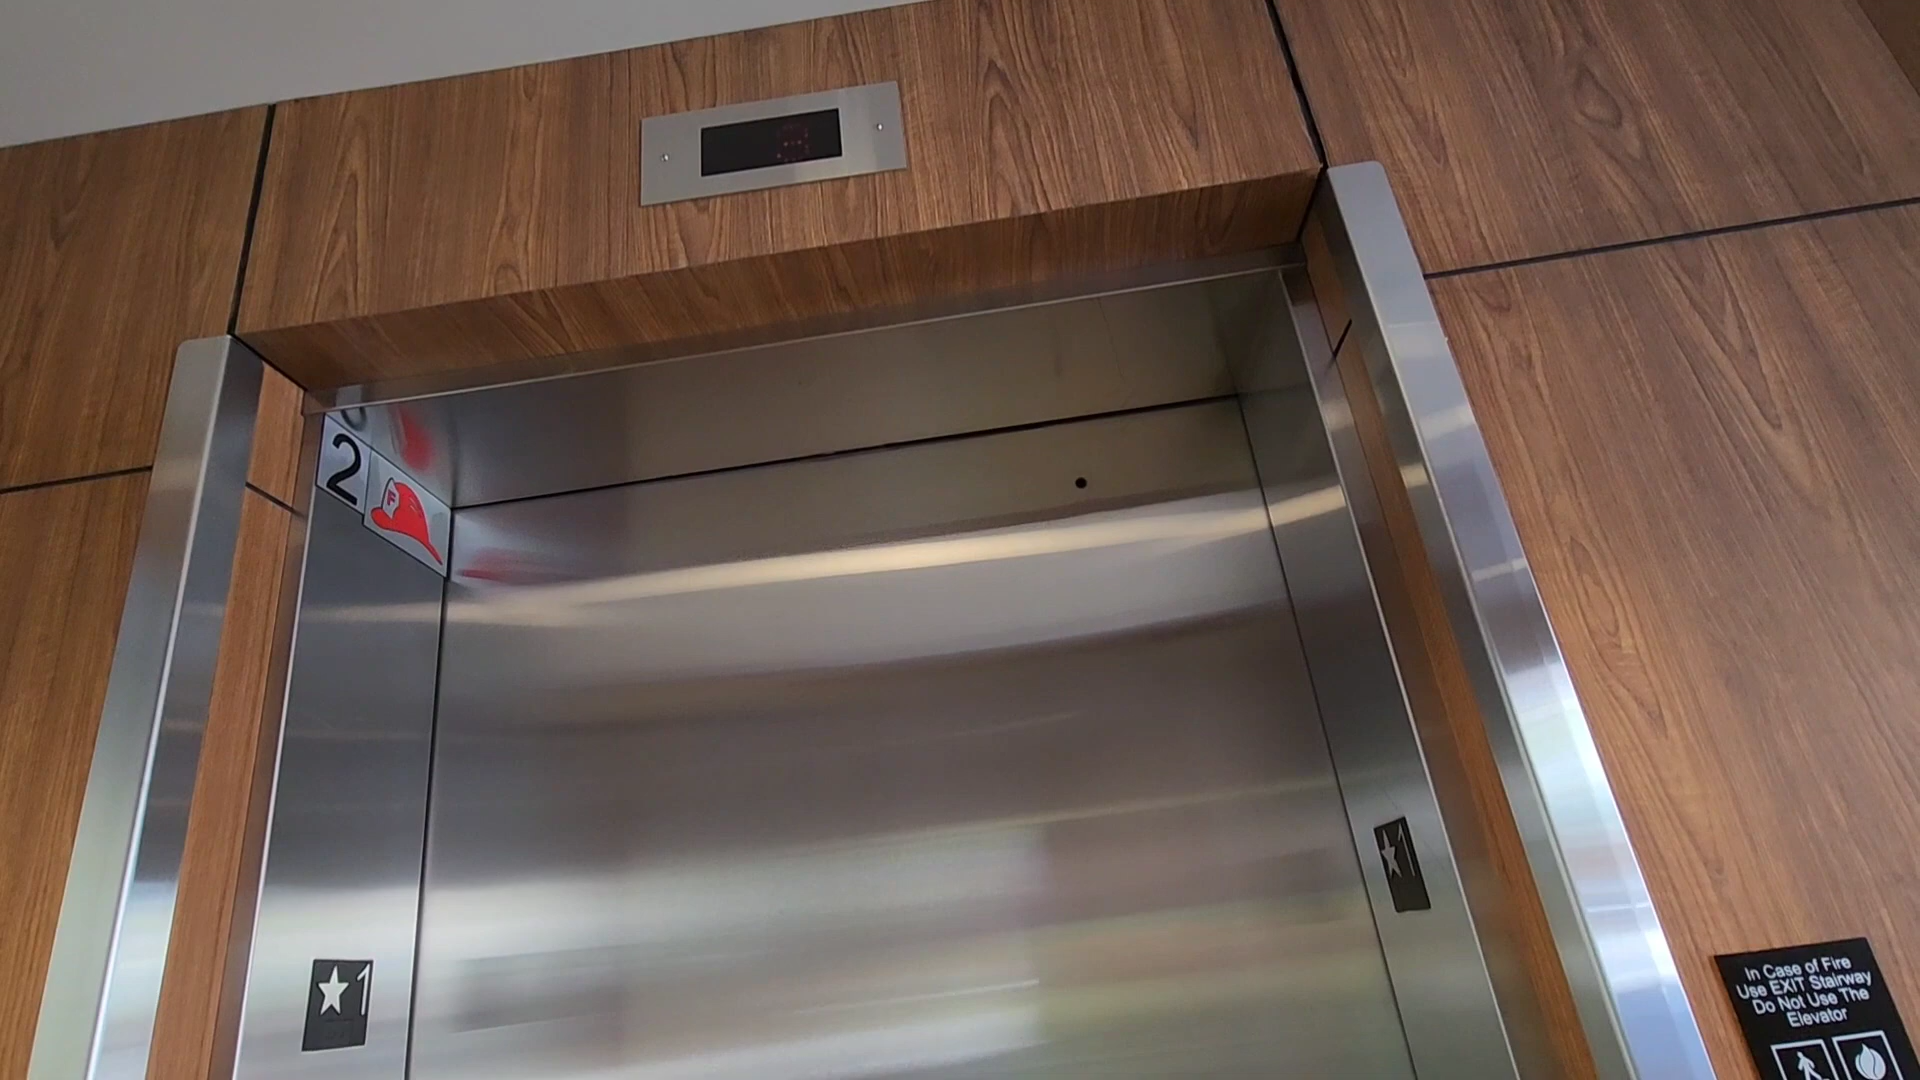 2
F
★1
★1
In Case of Fire
Use EXIT Stairway
Do Not Use The
Elevator